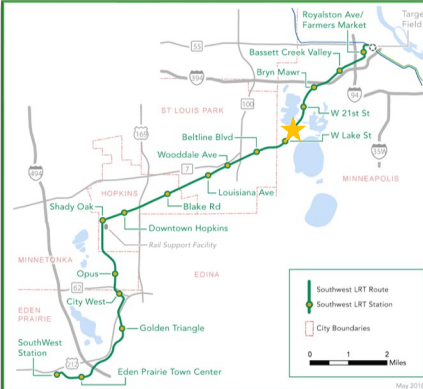 Royalston Ave/
Farmers Market
Target
Field
55
Bassett Creek Valley
394
Bryn Mawr
94
ST LOUIS PARK
100
W 21st St
169
Beltline Blvd
W Lake St
Wooddale Ave
7
35W
494
MINNEAPOLIS
HOPKINS
Louisiana Ave
Shady Oak
Blake Rd
Downtown Hopkins
Rail Support Facility
MINNETONKA
EDINA
Opus
62
City West
Southwest LRT Route
Southwest LRT Station
EDEN
PRAIRIE
City Boundaries
Golden Triangle
SouthWest
Station
212
0 1 2
Miles
Eden Prairie Town Center